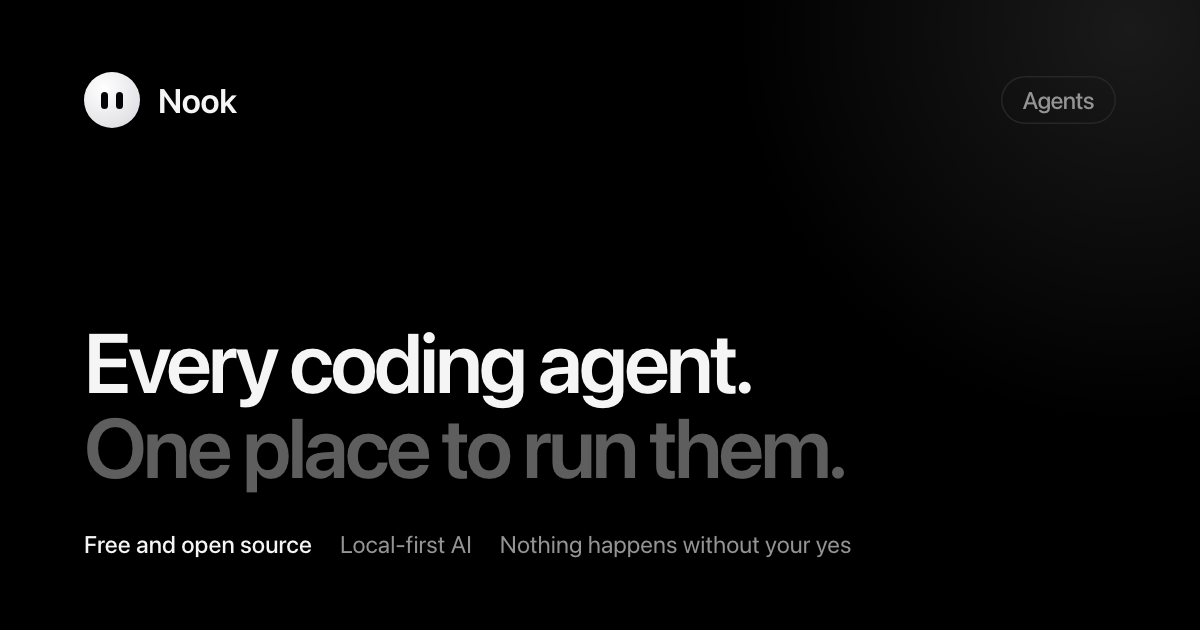 Nook
Agents
Every coding agent.
One place to run them.
Free and open source
Local-first AI
Nothing happens without your yes